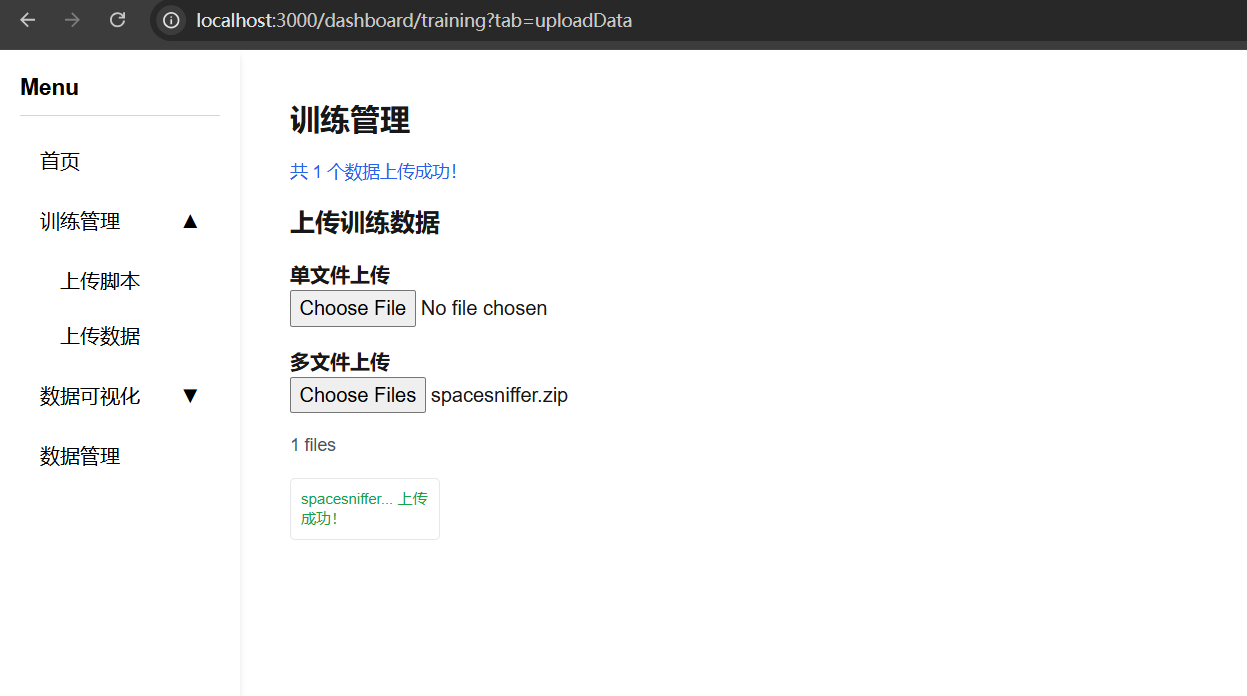 localhost:3000/dashboard/training?tab=uploadData
Menu
首页
训练管理 ▲
上传脚本
上传数据
数据可视化 ▼
数据管理
训练管理
共 1 个数据上传成功！
上传训练数据
单文件上传
Choose File No file chosen
多文件上传
Choose Files spacesniffer.zip
1 files
spacesniffer... 上传
成功！